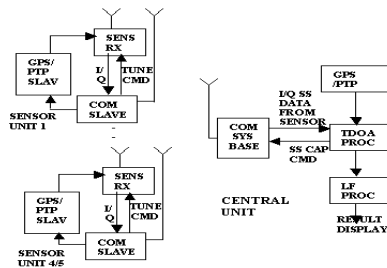 SENS
RX
GPS/
PTP
SLAV
I/
Q
TUNE
CMD
COM
SLAVE
SENSOR
UNIT 1
SENS
RX
GPS/
PTP
SLAV
I/
Q
TUNE
CMD
COM
SLAVE
SENSOR
UNIT 4/5
GPS
/PTP
I/Q SS
DATA
FROM
SENSOR
COM
SYS
BASE
TDOA
PROC
SS CAP
CMD
LF
PROC
CENTRAL
UNIT
RESULT
DISPLAY